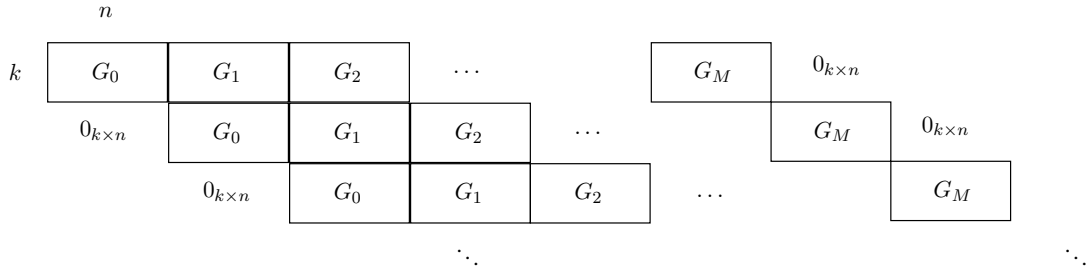 n
k G_0 G_1 G_2 ⋯ G_M 0_{k×n}
0_{k×n} G_0 G_1 G_2 ⋯ G_M 0_{k×n}
0_{k×n} G_0 G_1 G_2 ⋯ G_M
⋱ ⋱